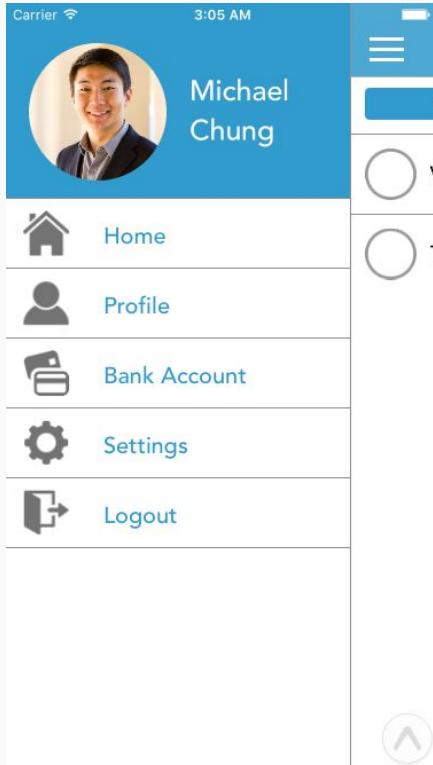 Carrier 3:05 AM
Michael
Chung
Home
Profile
Bank Account
Settings
Logout